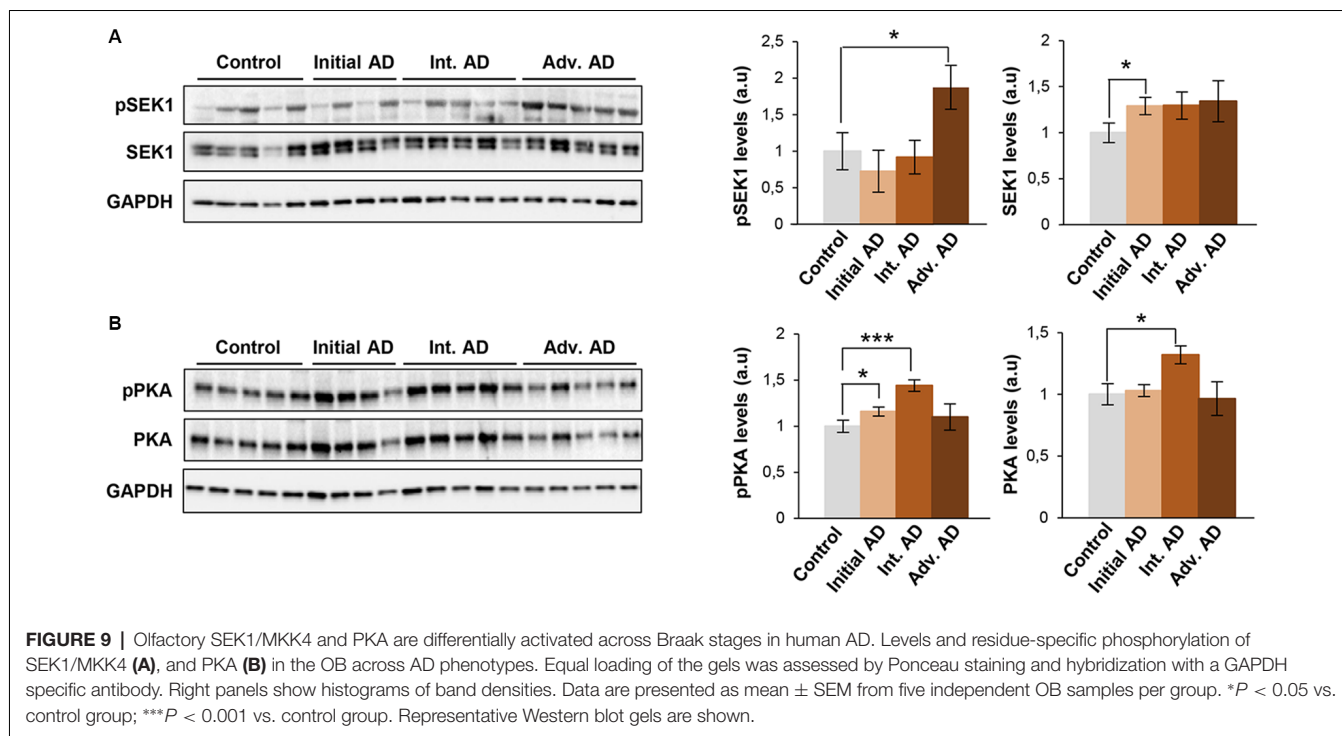 A
Control Initial AD Int. AD Adv. AD
pSEK1
SEK1
GAPDH
pSEK1 levels (a.u)
2,5
2
1,5
1
0,5
0
*
Control
Initial AD
Int. AD
Adv. AD
SEK1 levels (a.u)
2
1,5
1
0,5
0
*
Control
Initial AD
Int. AD
Adv. AD
B
Control Initial AD Int. AD Adv. AD
pPKA
PKA
GAPDH
pPKA levels (a.u)
2
1,5
1
0,5
0
***
*
Control
Initial AD
Int. AD
Adv. AD
PKA levels (a.u)
1,5
1
0,5
0
*
Control
Initial AD
Int. AD
Adv. AD
FIGURE 9 | Olfactory SEK1/MKK4 and PKA are differentially activated across Braak stages in human AD. Levels and residue-specific phosphorylation of
SEK1/MKK4 (A), and PKA (B) in the OB across AD phenotypes. Equal loading of the gels was assessed by Ponceau staining and hybridization with a GAPDH
specific antibody. Right panels show histograms of band densities. Data are presented as mean ± SEM from five independent OB samples per group. *P < 0.05 vs.
control group; ***P < 0.001 vs. control group. Representative Western blot gels are shown.